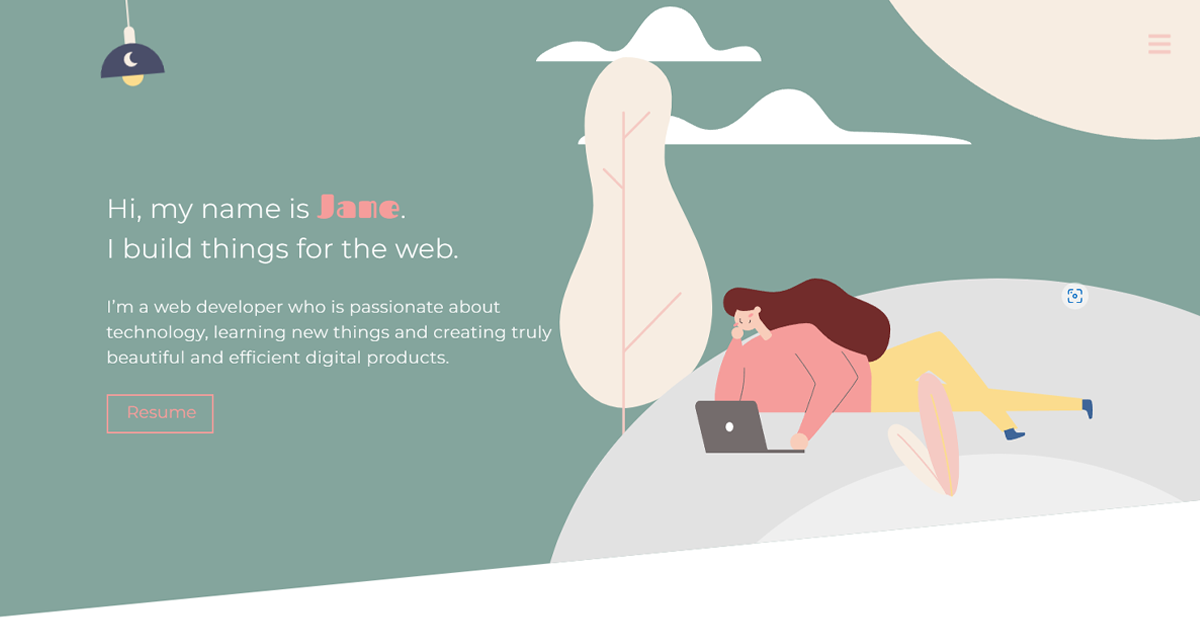 Hi, my name is Jane.
I build things for the web.
I’m a web developer who is passionate about
technology, learning new things and creating truly
beautiful and efficient digital products.
Resume